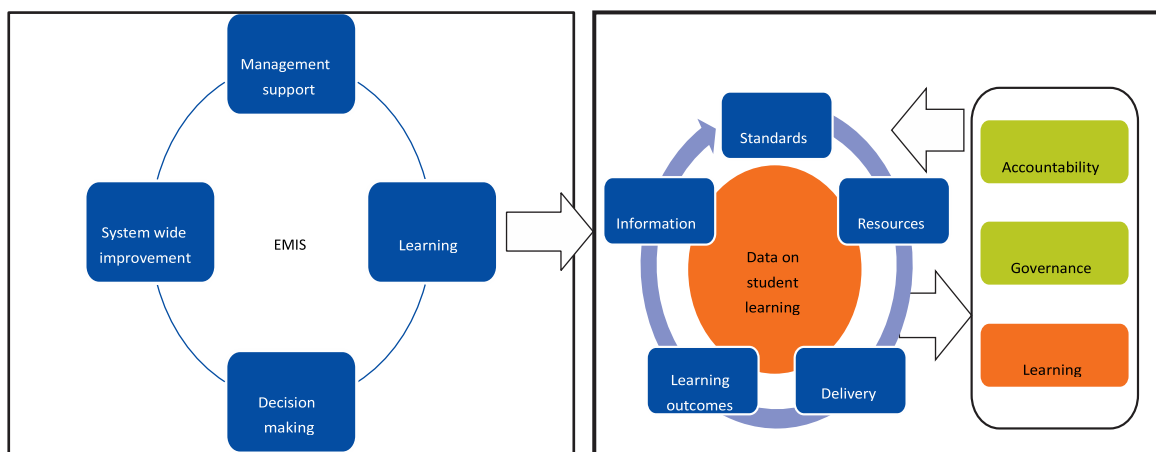 Management
support
System wide
improvement
EMIS
Learning
Decision
making
Standards
Information
Resources
Data on
student
learning
Learning
outcomes
Delivery
Accountability
Governance
Learning